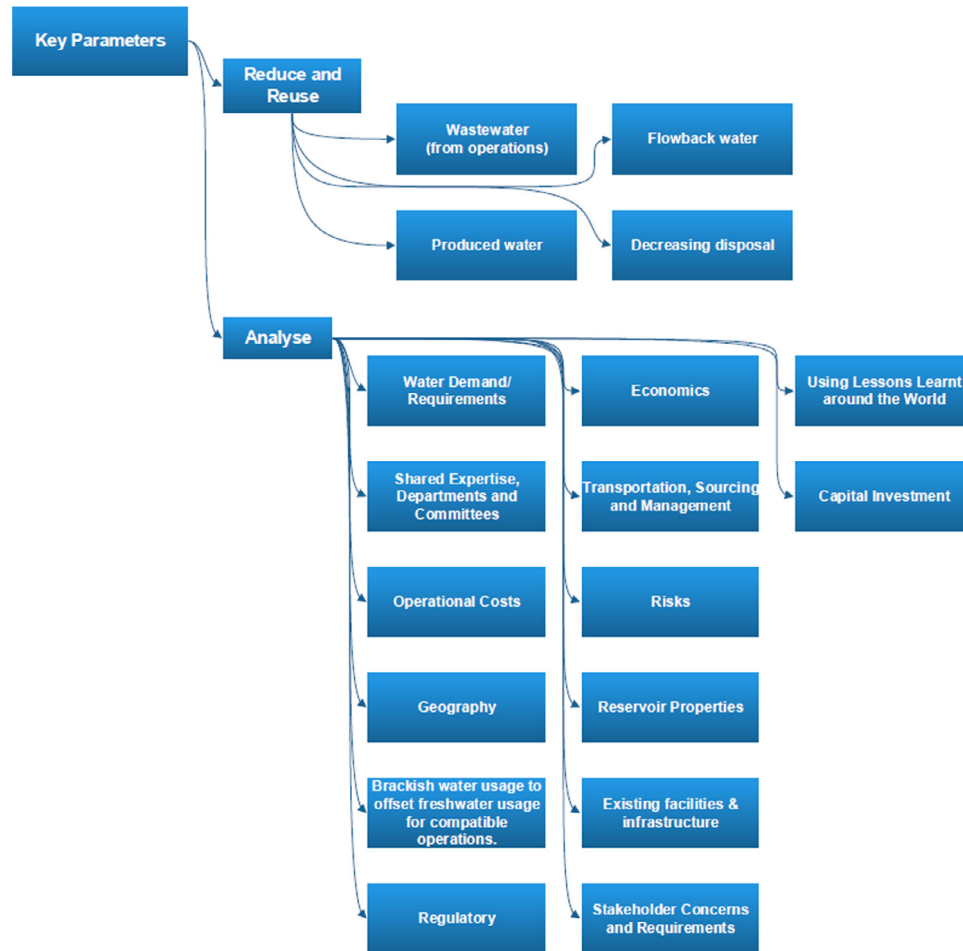 Key Parameters
Reduce and
Reuse
Wastewater
(from operations)
Flowback water
Produced water
Decreasing disposal
Analyse
Water Demand/
Requirements
Economics
Using Lessons Learnt
around the World
Shared Expertise,
Departments and
Committees
Transportation, Sourcing
and Management
Capital Investment
Operational Costs
Risks
Geography
Reservoir Properties
Brackish water usage to
offset freshwater usage
for compatible
operations.
Existing facilities &
infrastructure
Regulatory
Stakeholder Concerns
and Requirements